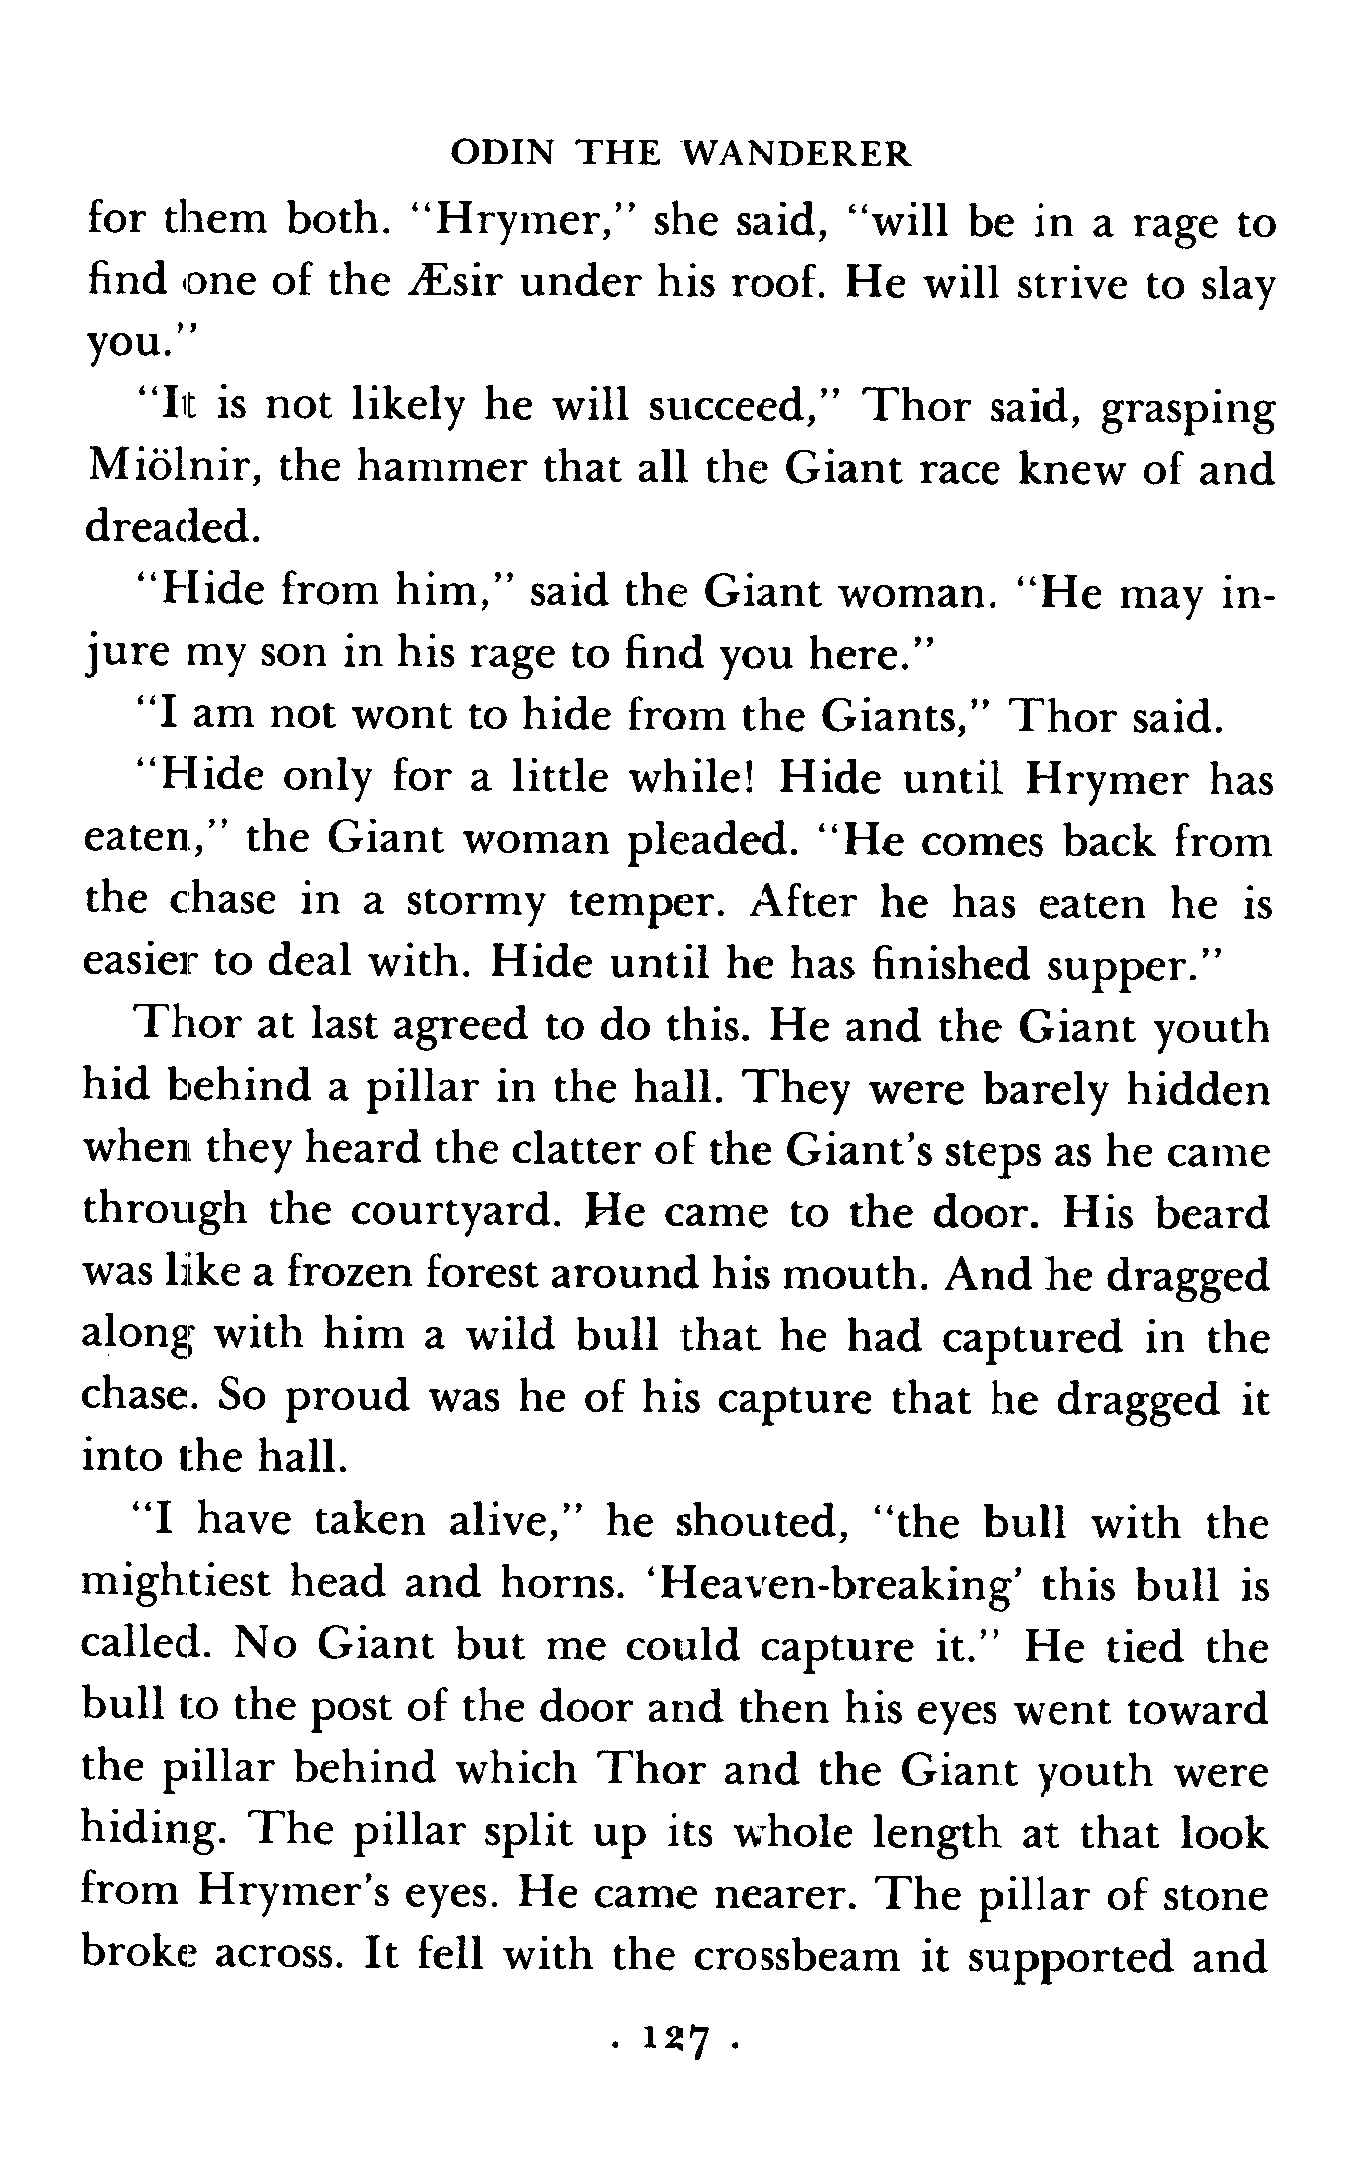 ODIN THE WANDERER
for them both. “Hrymer,” she said, “will be in a rage to
find one of the Æsir under his roof. He will strive to slay
you.”
“It is not likely he will succeed,” Thor said, grasping
Miölnir, the hammer that all the Giant race knew of and
dreaded.
“Hide from him,” said the Giant woman. “He may in-
jure my son in his rage to find you here.”
“I am not wont to hide from the Giants,” Thor said.
“Hide only for a little while! Hide until Hrymer has
eaten,” the Giant woman pleaded. “He comes back from
the chase in a stormy temper. After he has eaten he is
easier to deal with. Hide until he has finished supper.”
Thor at last agreed to do this. He and the Giant youth
hid behind a pillar in the hall. They were barely hidden
when they heard the clatter of the Giant’s steps as he came
through the courtyard. He came to the door. His beard
was like a frozen forest around his mouth. And he dragged
along with him a wild bull that he had captured in the
chase. So proud was he of his capture that he dragged it
into the hall.
“I have taken alive,” he shouted, “the bull with the
mightiest head and horns. ‘Heaven-breaking’ this bull is
called. No Giant but me could capture it.” He tied the
bull to the post of the door and then his eyes went toward
the pillar behind which Thor and the Giant youth were
hiding. The pillar split up its whole length at that look
from Hrymer’s eyes. He came nearer. The pillar of stone
broke across. It fell with the crossbeam it supported and
. 127 .